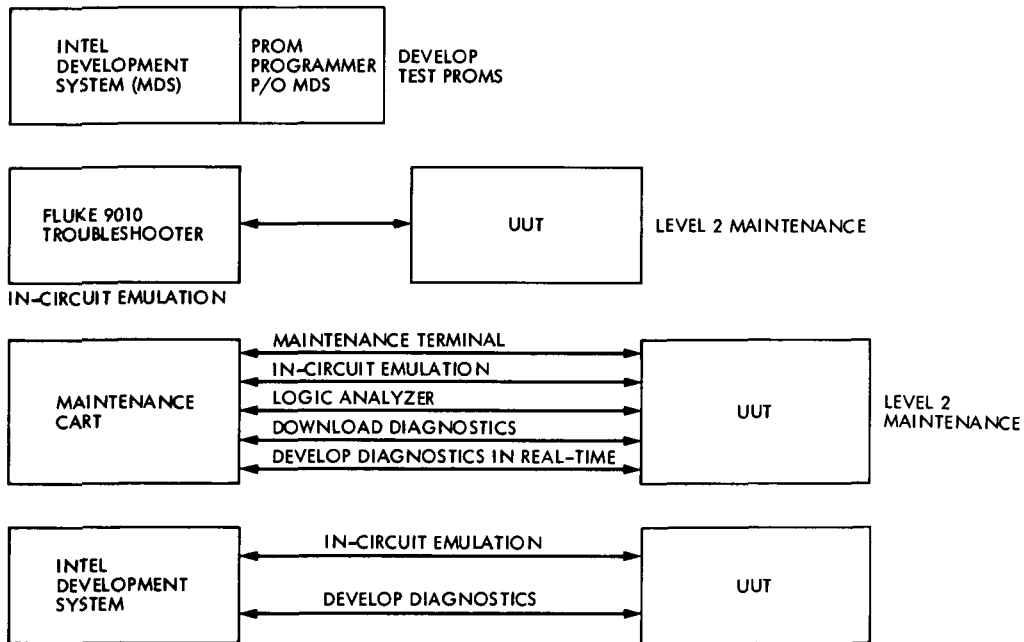 INTEL
DEVELOPMENT
SYSTEM (MDS)
PROM
PROGRAMMER
P/O MDS
DEVELOP
TEST PROMS
FLUKE 9010
TROUBLESHOOTER
UUT
LEVEL 2 MAINTENANCE
IN-CIRCUIT EMULATION
MAINTENANCE
CART
MAINTENANCE TERMINAL
IN-CIRCUIT EMULATION
LOGIC ANALYZER
DOWNLOAD DIAGNOSTICS
DEVELOP DIAGNOSTICS IN REAL-TIME
UUT
LEVEL 2
MAINTENANCE
INTEL
DEVELOPMENT
SYSTEM
IN-CIRCUIT EMULATION
DEVELOP DIAGNOSTICS
UUT